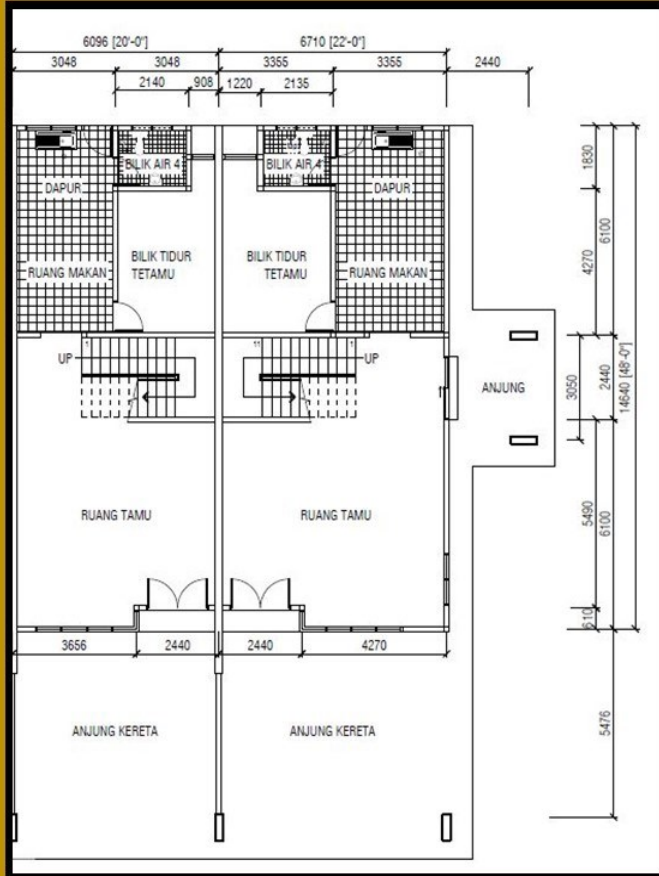 6096 [20'-0"] 6710 [22'-0"]
3048 3048 3355 3355 2440
2140 908 1220 2135
BILIK AIR 4 BILIK AIR 4
DAPUR DAPUR
1830
6100
BILIK TIDUR
TETAMU
BILIK TIDUR
TETAMU
RUANG MAKAN RUANG MAKAN
4270
UP 1 11 1 UP
ANJUNG
3050
2440
14640 [48'-0"]
RUANG TAMU RUANG TAMU
5490
6100
610
3656 2440 2440 4270
ANJUNG KERETA ANJUNG KERETA
5476